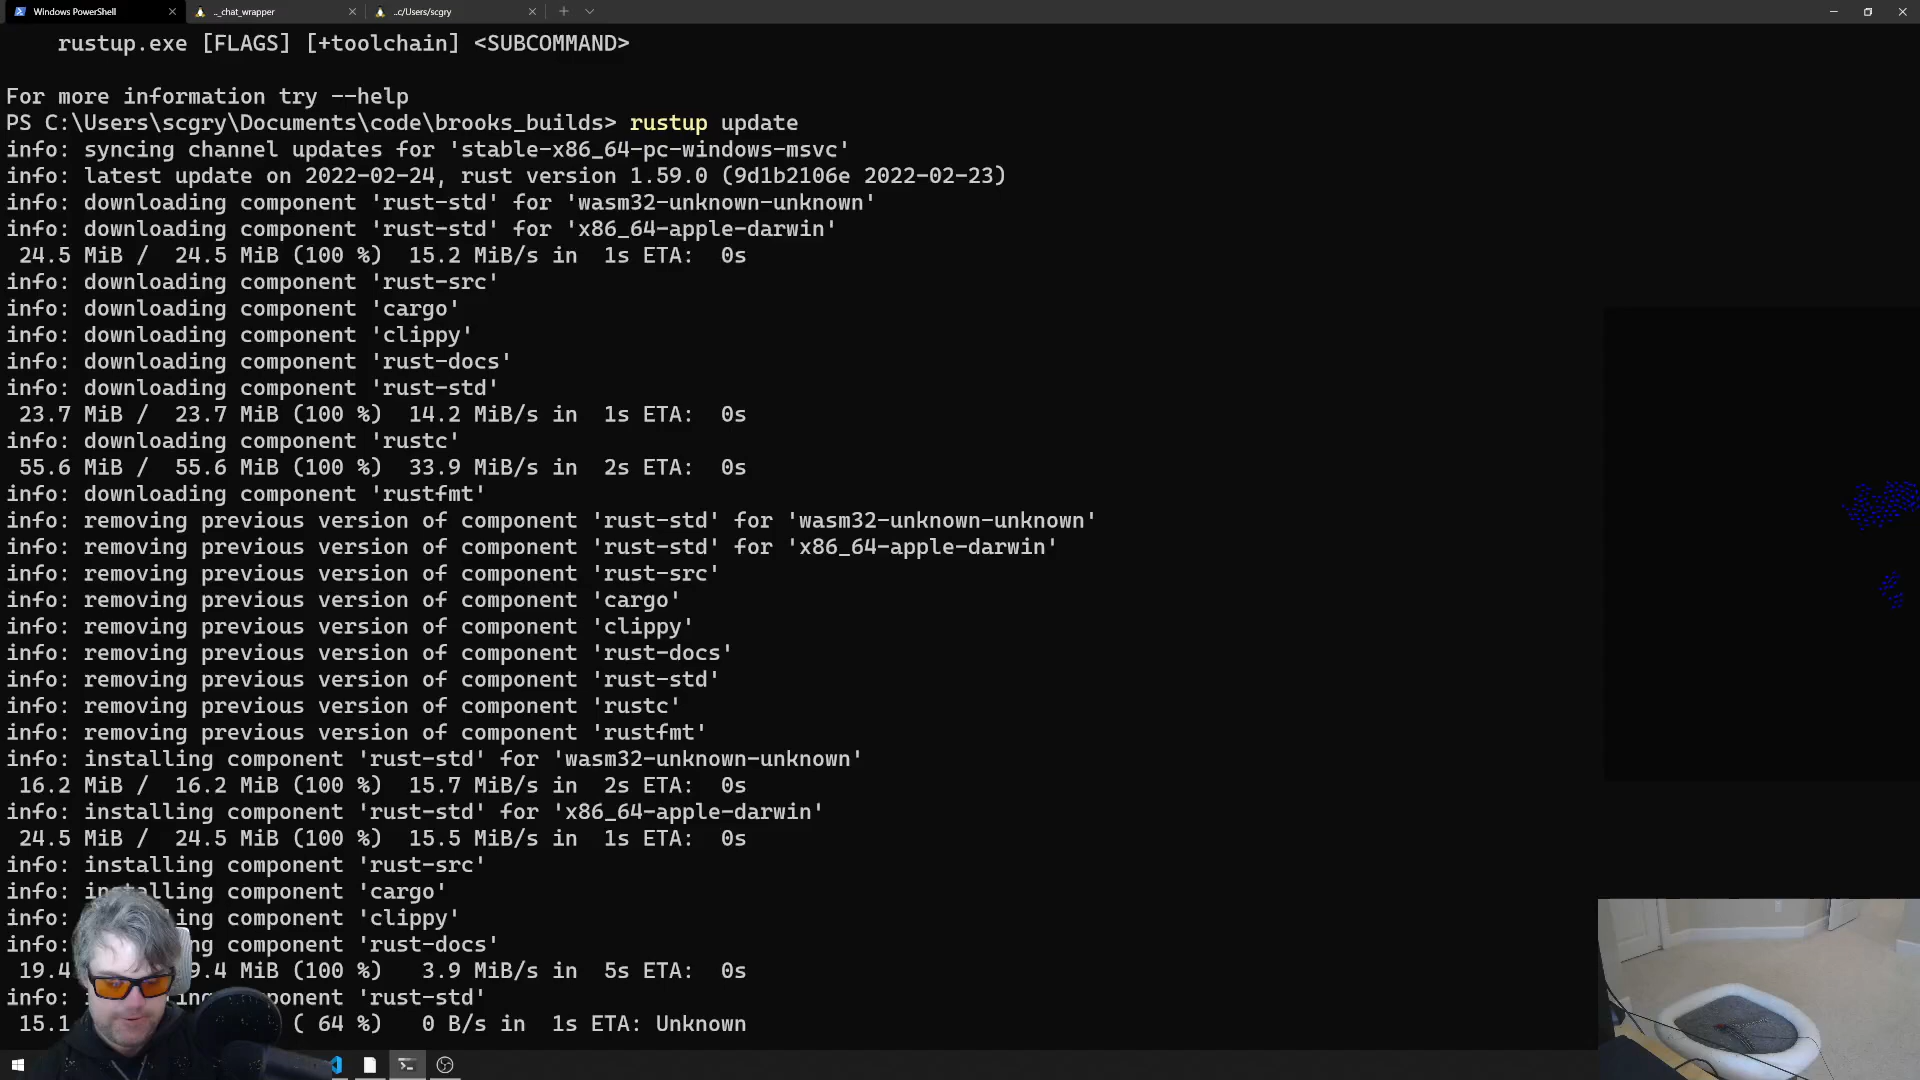 Windows PowerShell
.._chat_wrapper
..c/Users/scgry
rustup.exe [FLAGS] [+toolchain] <SUBCOMMAND>
For more information try --help
PS C:\Users\scgry\Documents\code\brooks_builds> rustup update
info: syncing channel updates for 'stable-x86_64-pc-windows-msvc'
info: latest update on 2022-02-24, rust version 1.59.0 (9d1b2106e 2022-02-23)
info: downloading component 'rust-std' for 'wasm32-unknown-unknown'
info: downloading component 'rust-std' for 'x86_64-apple-darwin'
24.5 MiB / 24.5 MiB (100 %) 15.2 MiB/s in 1s ETA: 0s
info: downloading component 'rust-src'
info: downloading component 'cargo'
info: downloading component 'clippy'
info: downloading component 'rust-docs'
info: downloading component 'rust-std'
23.7 MiB / 23.7 MiB (100 %) 14.2 MiB/s in 1s ETA: 0s
info: downloading component 'rustc'
55.6 MiB / 55.6 MiB (100 %) 33.9 MiB/s in 2s ETA: 0s
info: downloading component 'rustfmt'
info: removing previous version of component 'rust-std' for 'wasm32-unknown-unknown'
info: removing previous version of component 'rust-std' for 'x86_64-apple-darwin'
info: removing previous version of component 'rust-src'
info: removing previous version of component 'cargo'
info: removing previous version of component 'clippy'
info: removing previous version of component 'rust-docs'
info: removing previous version of component 'rust-std'
info: removing previous version of component 'rustc'
info: removing previous version of component 'rustfmt'
info: installing component 'rust-std' for 'wasm32-unknown-unknown'
16.2 MiB / 16.2 MiB (100 %) 15.7 MiB/s in 2s ETA: 0s
info: installing component 'rust-std' for 'x86_64-apple-darwin'
24.5 MiB / 24.5 MiB (100 %) 15.5 MiB/s in 1s ETA: 0s
info: installing component 'rust-src'
info: installing component 'cargo'
info: ing component 'clippy'
info: ng component 'rust-docs'
19.4 9.4 MiB (100 %) 3.9 MiB/s in 5s ETA: 0s
info: ing component 'rust-std'
15.1 ( 64 %) 0 B/s in 1s ETA: Unknown